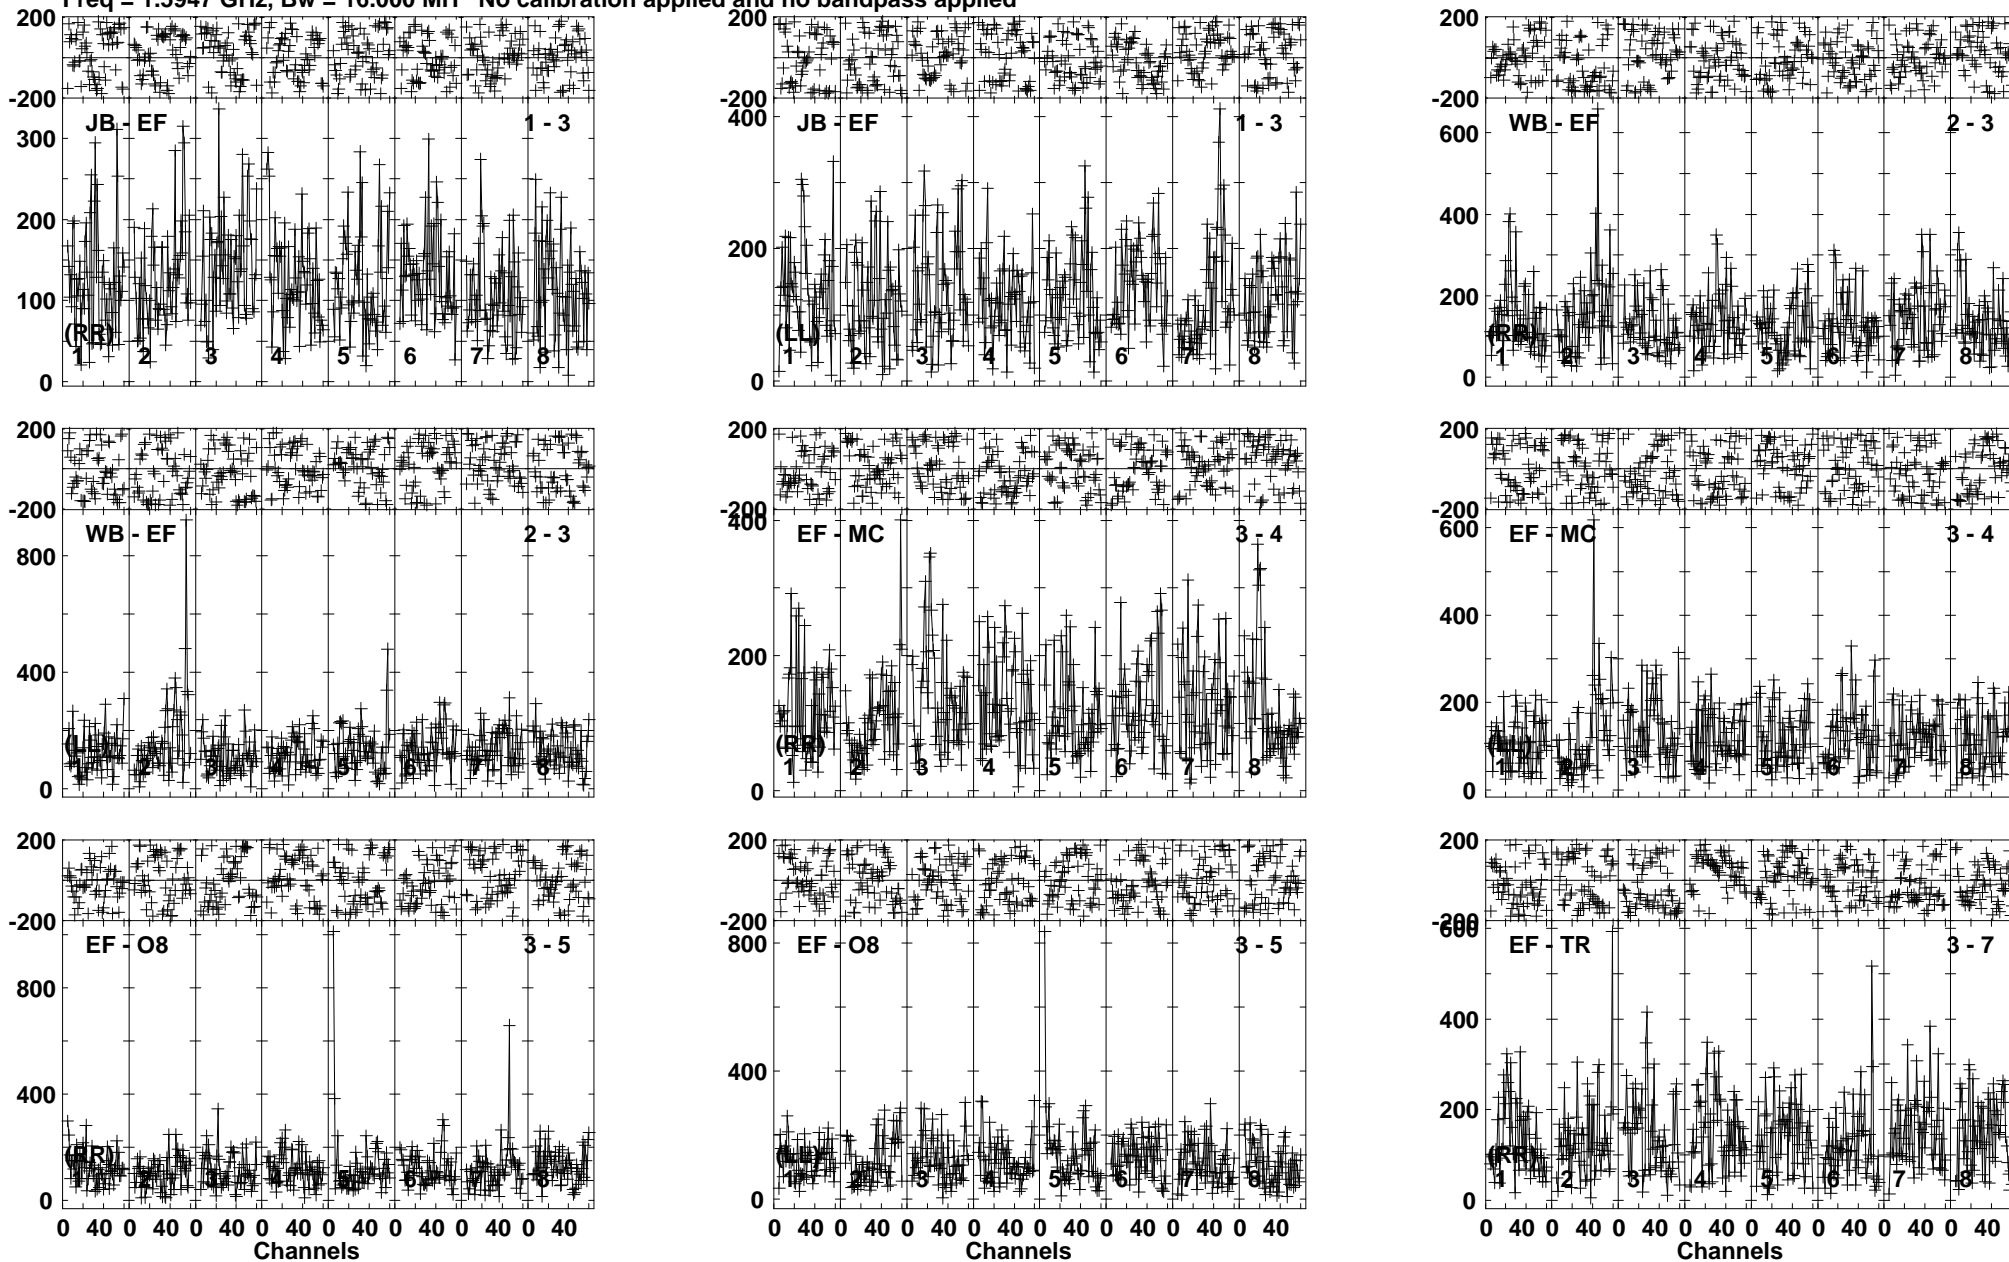 Freq = 1.5947 GHz, Bw = 16.000 MH No calibration applied and no bandpass applied
200 200 200
-200 -200 -200
JB - EF 1 - 3 JB - EF 1 - 3 WB - EF 2 - 3
300 400 600
200 200 400
100 200
(RR) (LL) (RR)
1 2 3 4 5 6 7 8 1 2 3 4 5 6 7 8 1 2 3 4 5 6 7 8
0 0 0
200 200 200
-200 -200 -200
WB - EF 2 - 3 EF - MC 3 - 4 EF - MC 3 - 4
800 400 600
400 200 400
200
(LL) (RR) (LL)
1 2 3 4 5 6 7 8 1 2 3 4 5 6 7 8 1 2 3 4 5 6 7 8
0 0 0
200 200 200
-200 -200 -200
EF - O8 3 - 5 EF - O8 3 - 5 EF - TR 3 - 7
800 800 600
400 400 400
200
(RR) (LL) (RR)
1 2 3 4 5 6 7 8 1 2 3 4 5 6 7 8 1 2 3 4 5 6 7 8
0 0 0
0 40 0 40 0 40 0 40 0 40 0 40 0 40 0 40 0 40 0 40 0 40 0 40 0 40 0 40 0 40 0 40 0 40 0 40 0 40 0 40 0 40 0 40 0 40 0 40
Channels Channels Channels